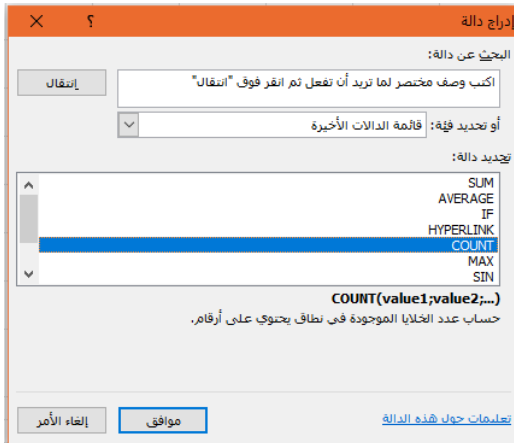 إدراج دالة
البحث عن دالة:
اكتب وصف مختصر لما تريد أن تفعل ثم انقر فوق "انتقال"
إنتقال
أو تحديد فئة: قائمة الدالات الأخيرة
تحديد دالة:
SUM
AVERAGE
IF
HYPERLINK
COUNT
MAX
SIN
COUNT(value1;value2;...)
حساب عدد الخلايا الموجودة في نطاق يحتوي على أرقام.
تعليمات حول هذه الدالة
موافق
إلغاء الأمر